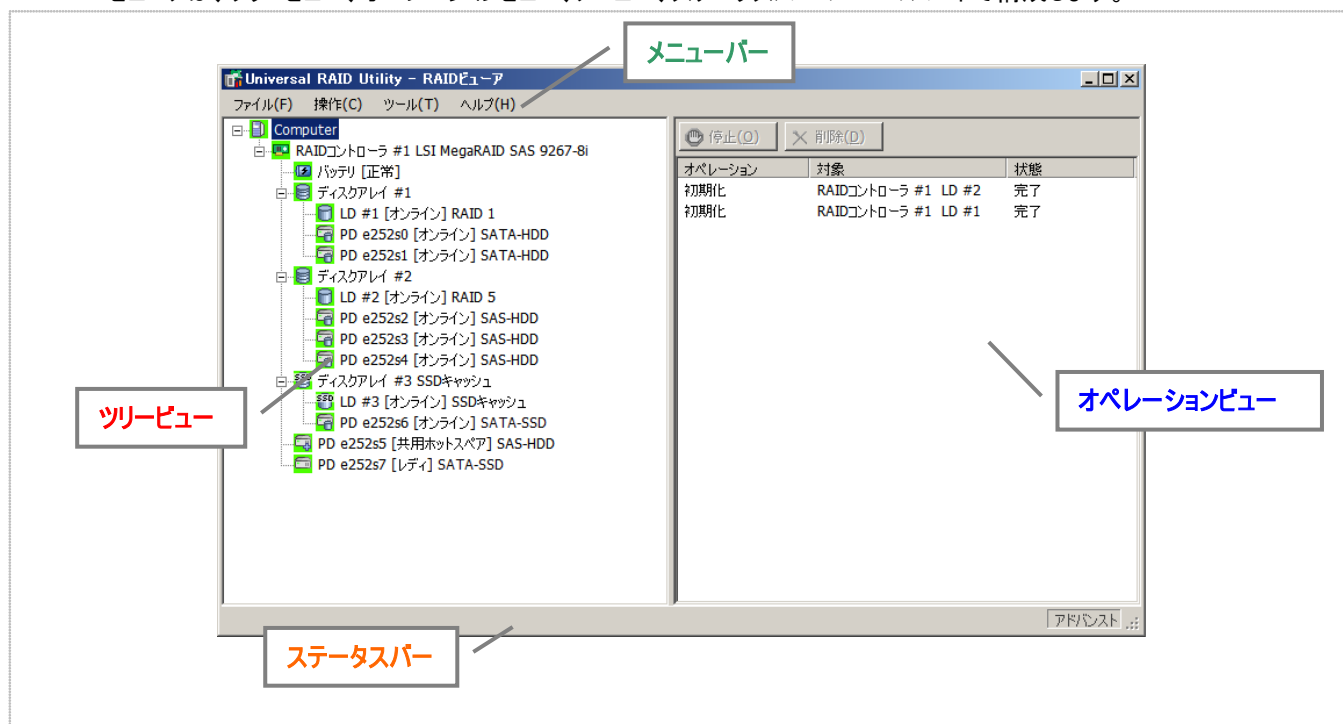 メニューバー
Universal RAID Utility - RAIDビューア
ファイル(F) 操作(C) ツール(T) ヘルプ(H)
Computer
RAIDコントローラ #1 LSI MegaRAID SAS 9267-8i
バッテリ [正常]
ディスクアレイ #1
LD #1 [オンライン] RAID 1
PD e252s0 [オンライン] SATA-HDD
PD e252s1 [オンライン] SATA-HDD
ディスクアレイ #2
LD #2 [オンライン] RAID 5
PD e252s2 [オンライン] SAS-HDD
PD e252s3 [オンライン] SAS-HDD
PD e252s4 [オンライン] SAS-HDD
ディスクアレイ #3 SSDキャッシュ
LD #3 [オンライン] SSDキャッシュ
PD e252s6 [オンライン] SATA-SSD
PD e252s5 [共用ホットスペア] SAS-HDD
PD e252s7 [レディ] SATA-SSD
停止(O) 削除(D)
オペレーション 対象 状態
初期化 RAIDコントローラ #1 LD #2 完了
初期化 RAIDコントローラ #1 LD #1 完了
ツリービュー
オペレーションビュー
アドバンスト
ステータスバー